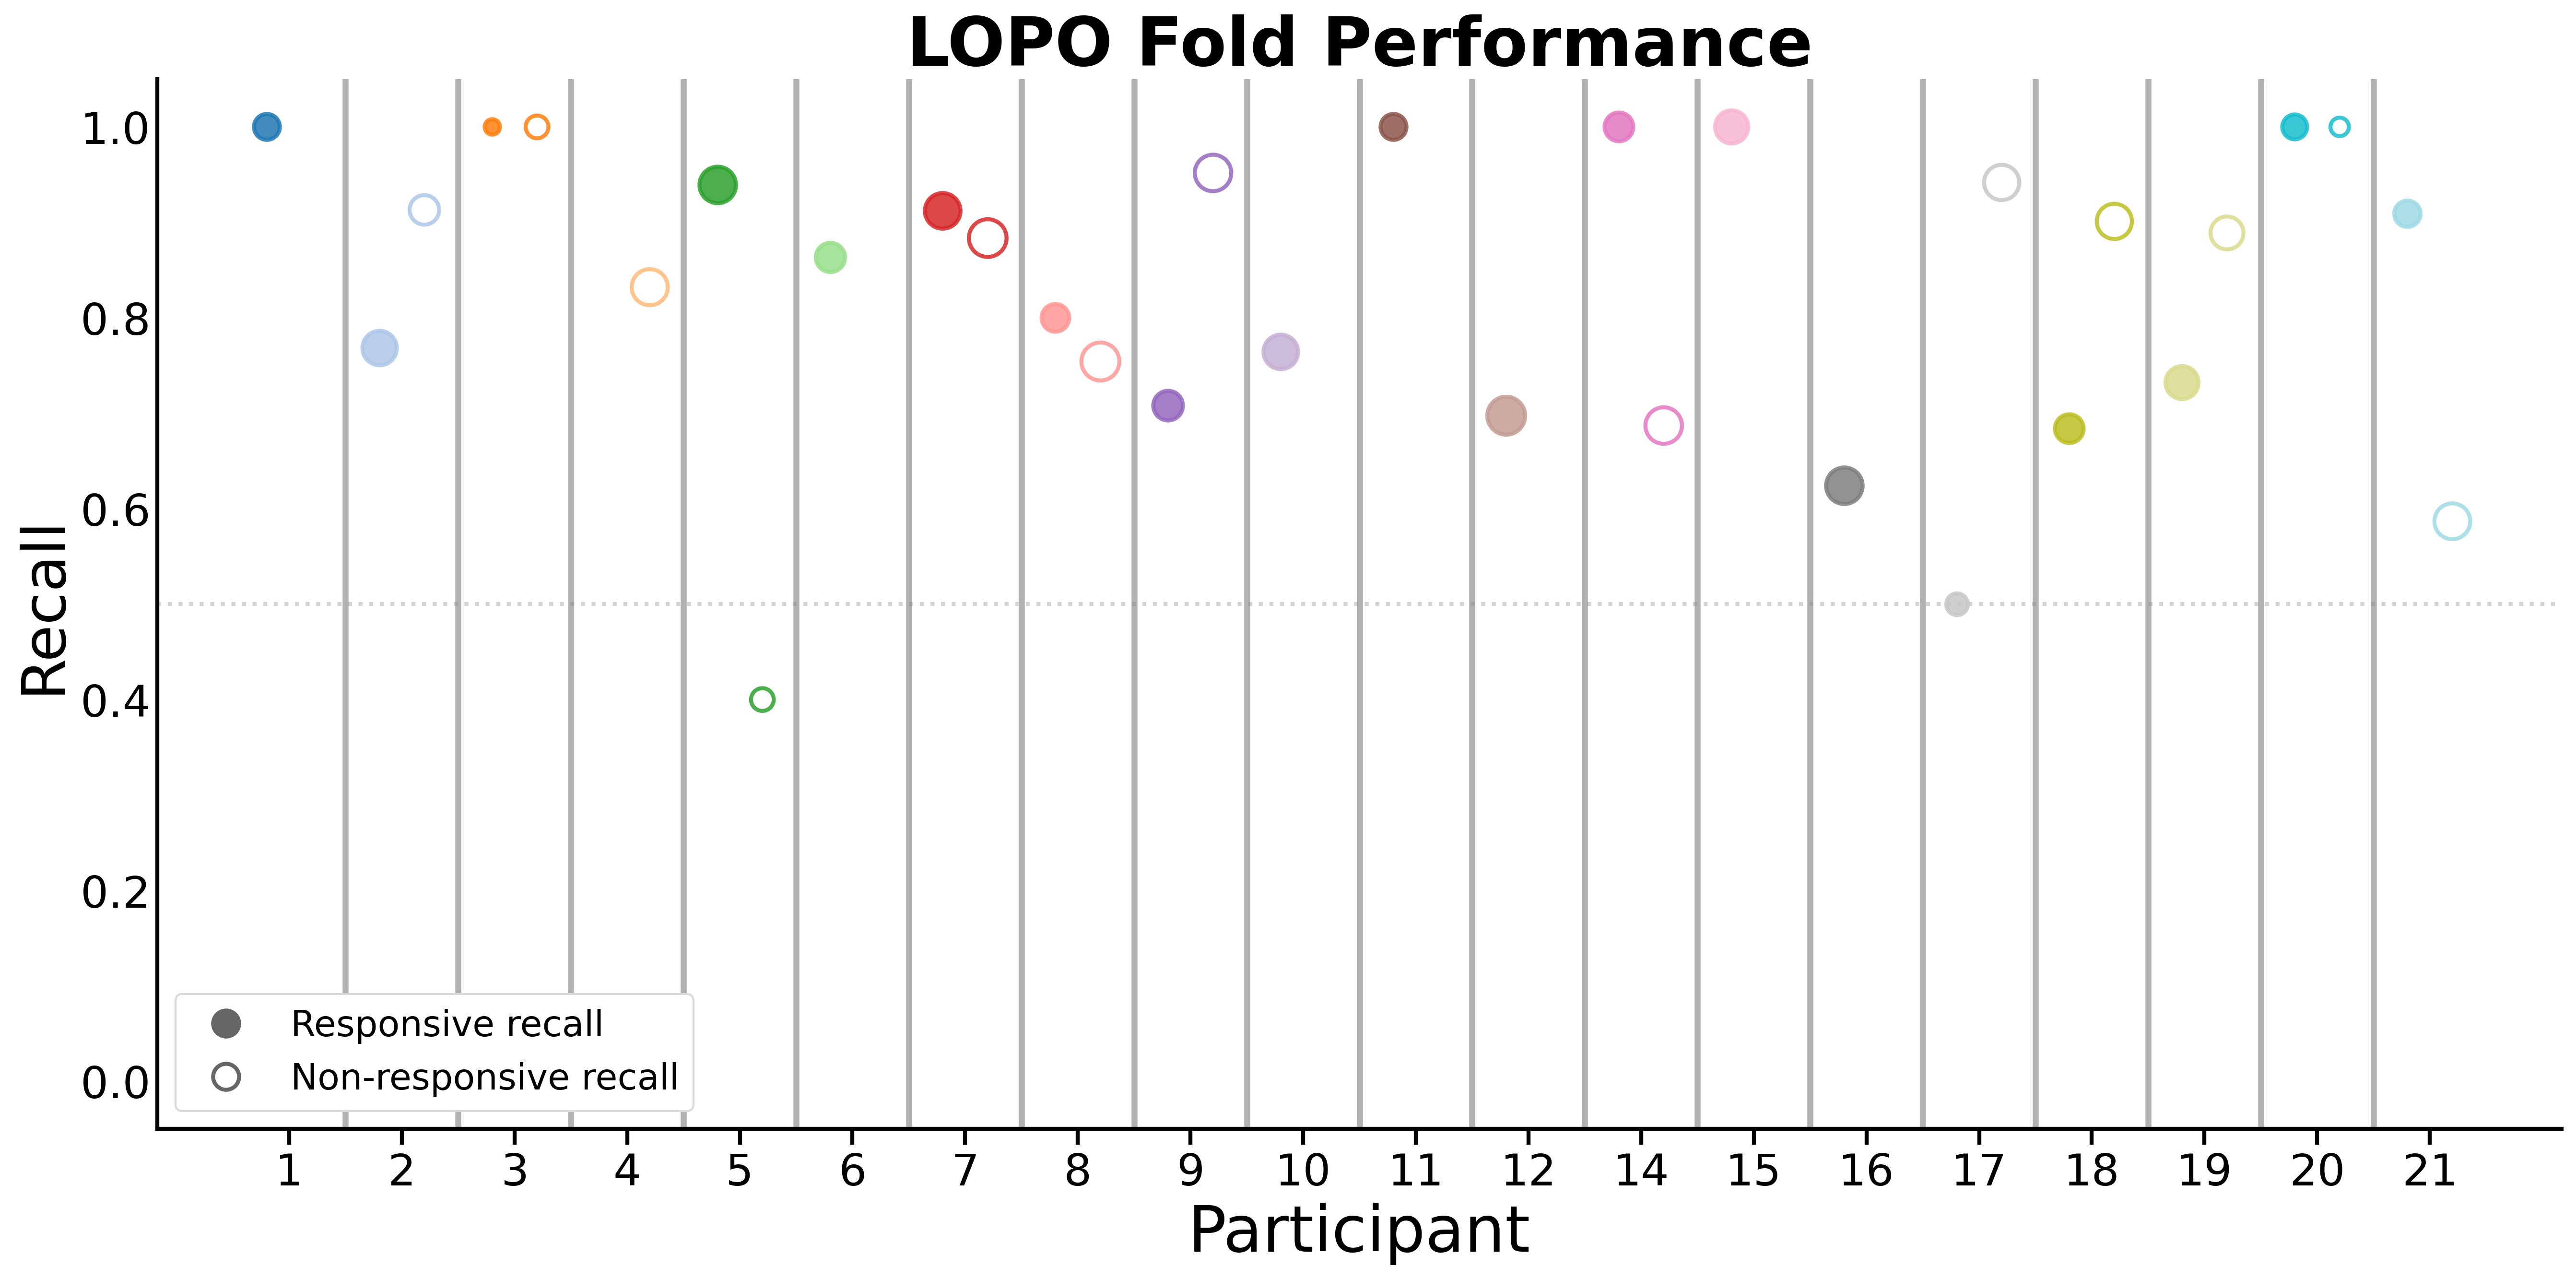 LOPO Fold Performance
1.0
0.8
0.6
0.4
0.2
0.0
Recall
Responsive recall
Non-responsive recall
1 2 3 4 5 6 7 8 9 10 11 12 14 15 16 17 18 19 20 21
Participant